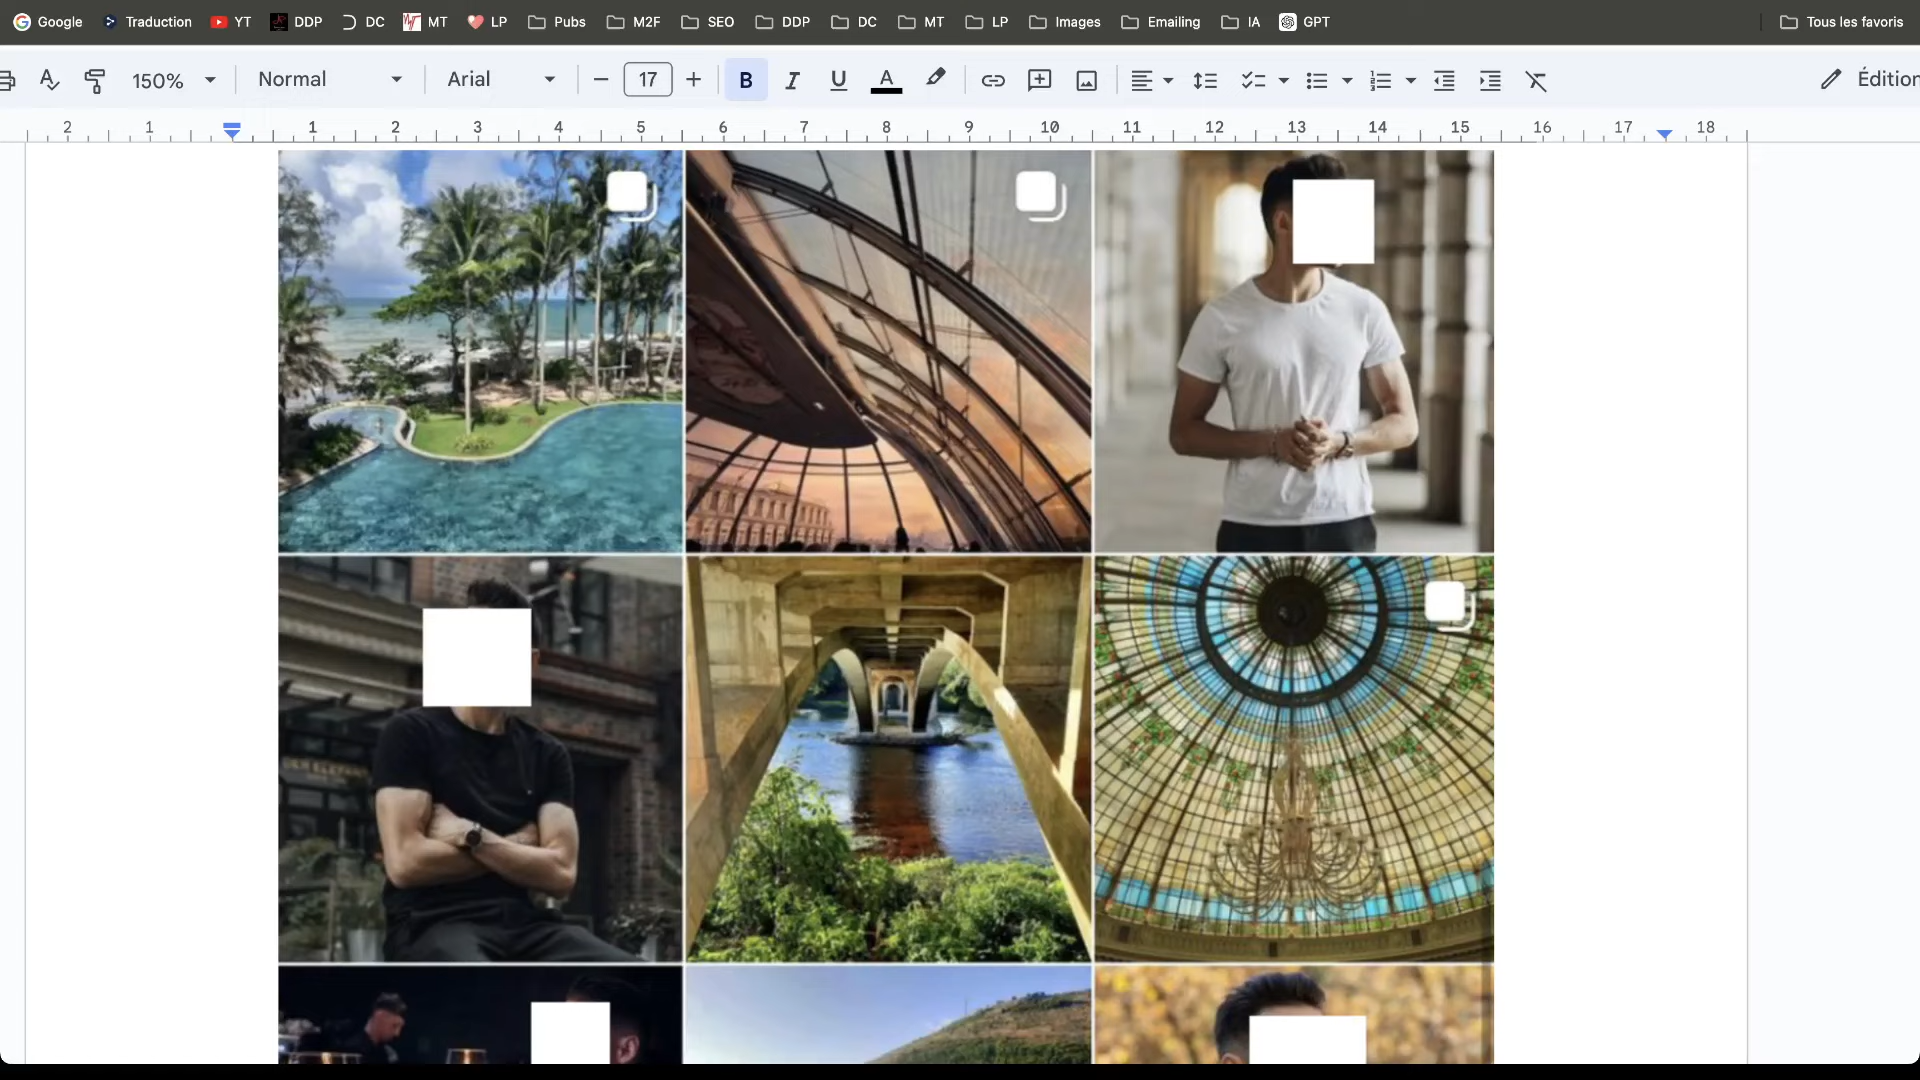 Google Traduction YT DDP DC MT LP Pubs M2F SEO DDP DC MT LP Images Emailing IA GPT Tous les favoris
150% Normal Arial 17 B I U A Édition
2 1 1 2 3 4 5 6 7 8 9 10 11 12 13 14 15 16 17 18